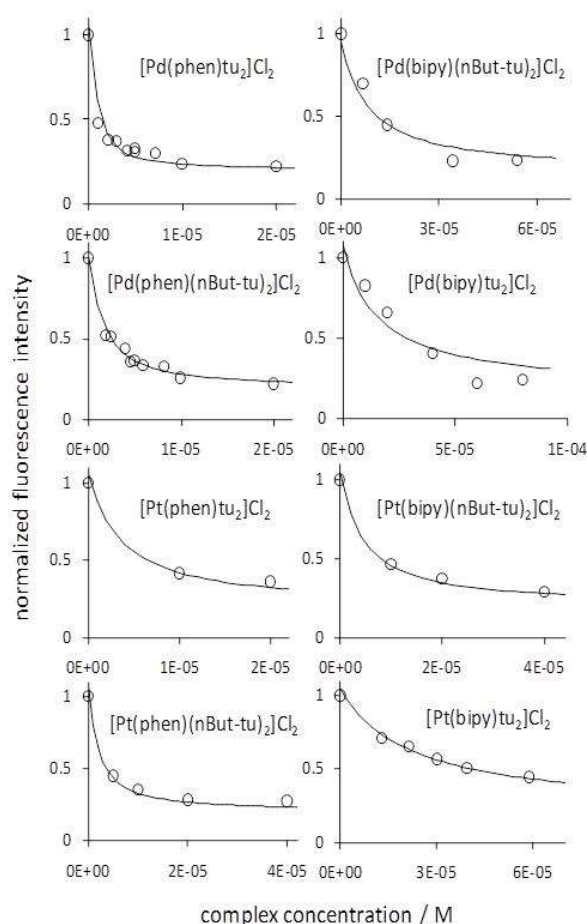 normalized fluorescence intensity
[Pd(phen)tu₂]Cl₂
1
0.5
0
0E+00 1E-05 2E-05
[Pd(bipy)(nBut-tu)₂]Cl₂
1
0.5
0
0E+00 3E-05 6E-05
[Pd(phen)(nBut-tu)₂]Cl₂
1
0.5
0
0E+00 1E-05 2E-05
[Pd(bipy)tu₂]Cl₂
1
0.5
0
0E+00 5E-05 1E-04
[Pt(phen)tu₂]Cl₂
1
0.5
0
0E+00 1E-05 2E-05
[Pt(bipy)(nBut-tu)₂]Cl₂
1
0.5
0
0E+00 2E-05 4E-05
[Pt(phen)(nBut-tu)₂]Cl₂
1
0.5
0
0E+00 2E-05 4E-05
[Pt(bipy)tu₂]Cl₂
1
0.5
0
0E+00 3E-05 6E-05
complex concentration / M